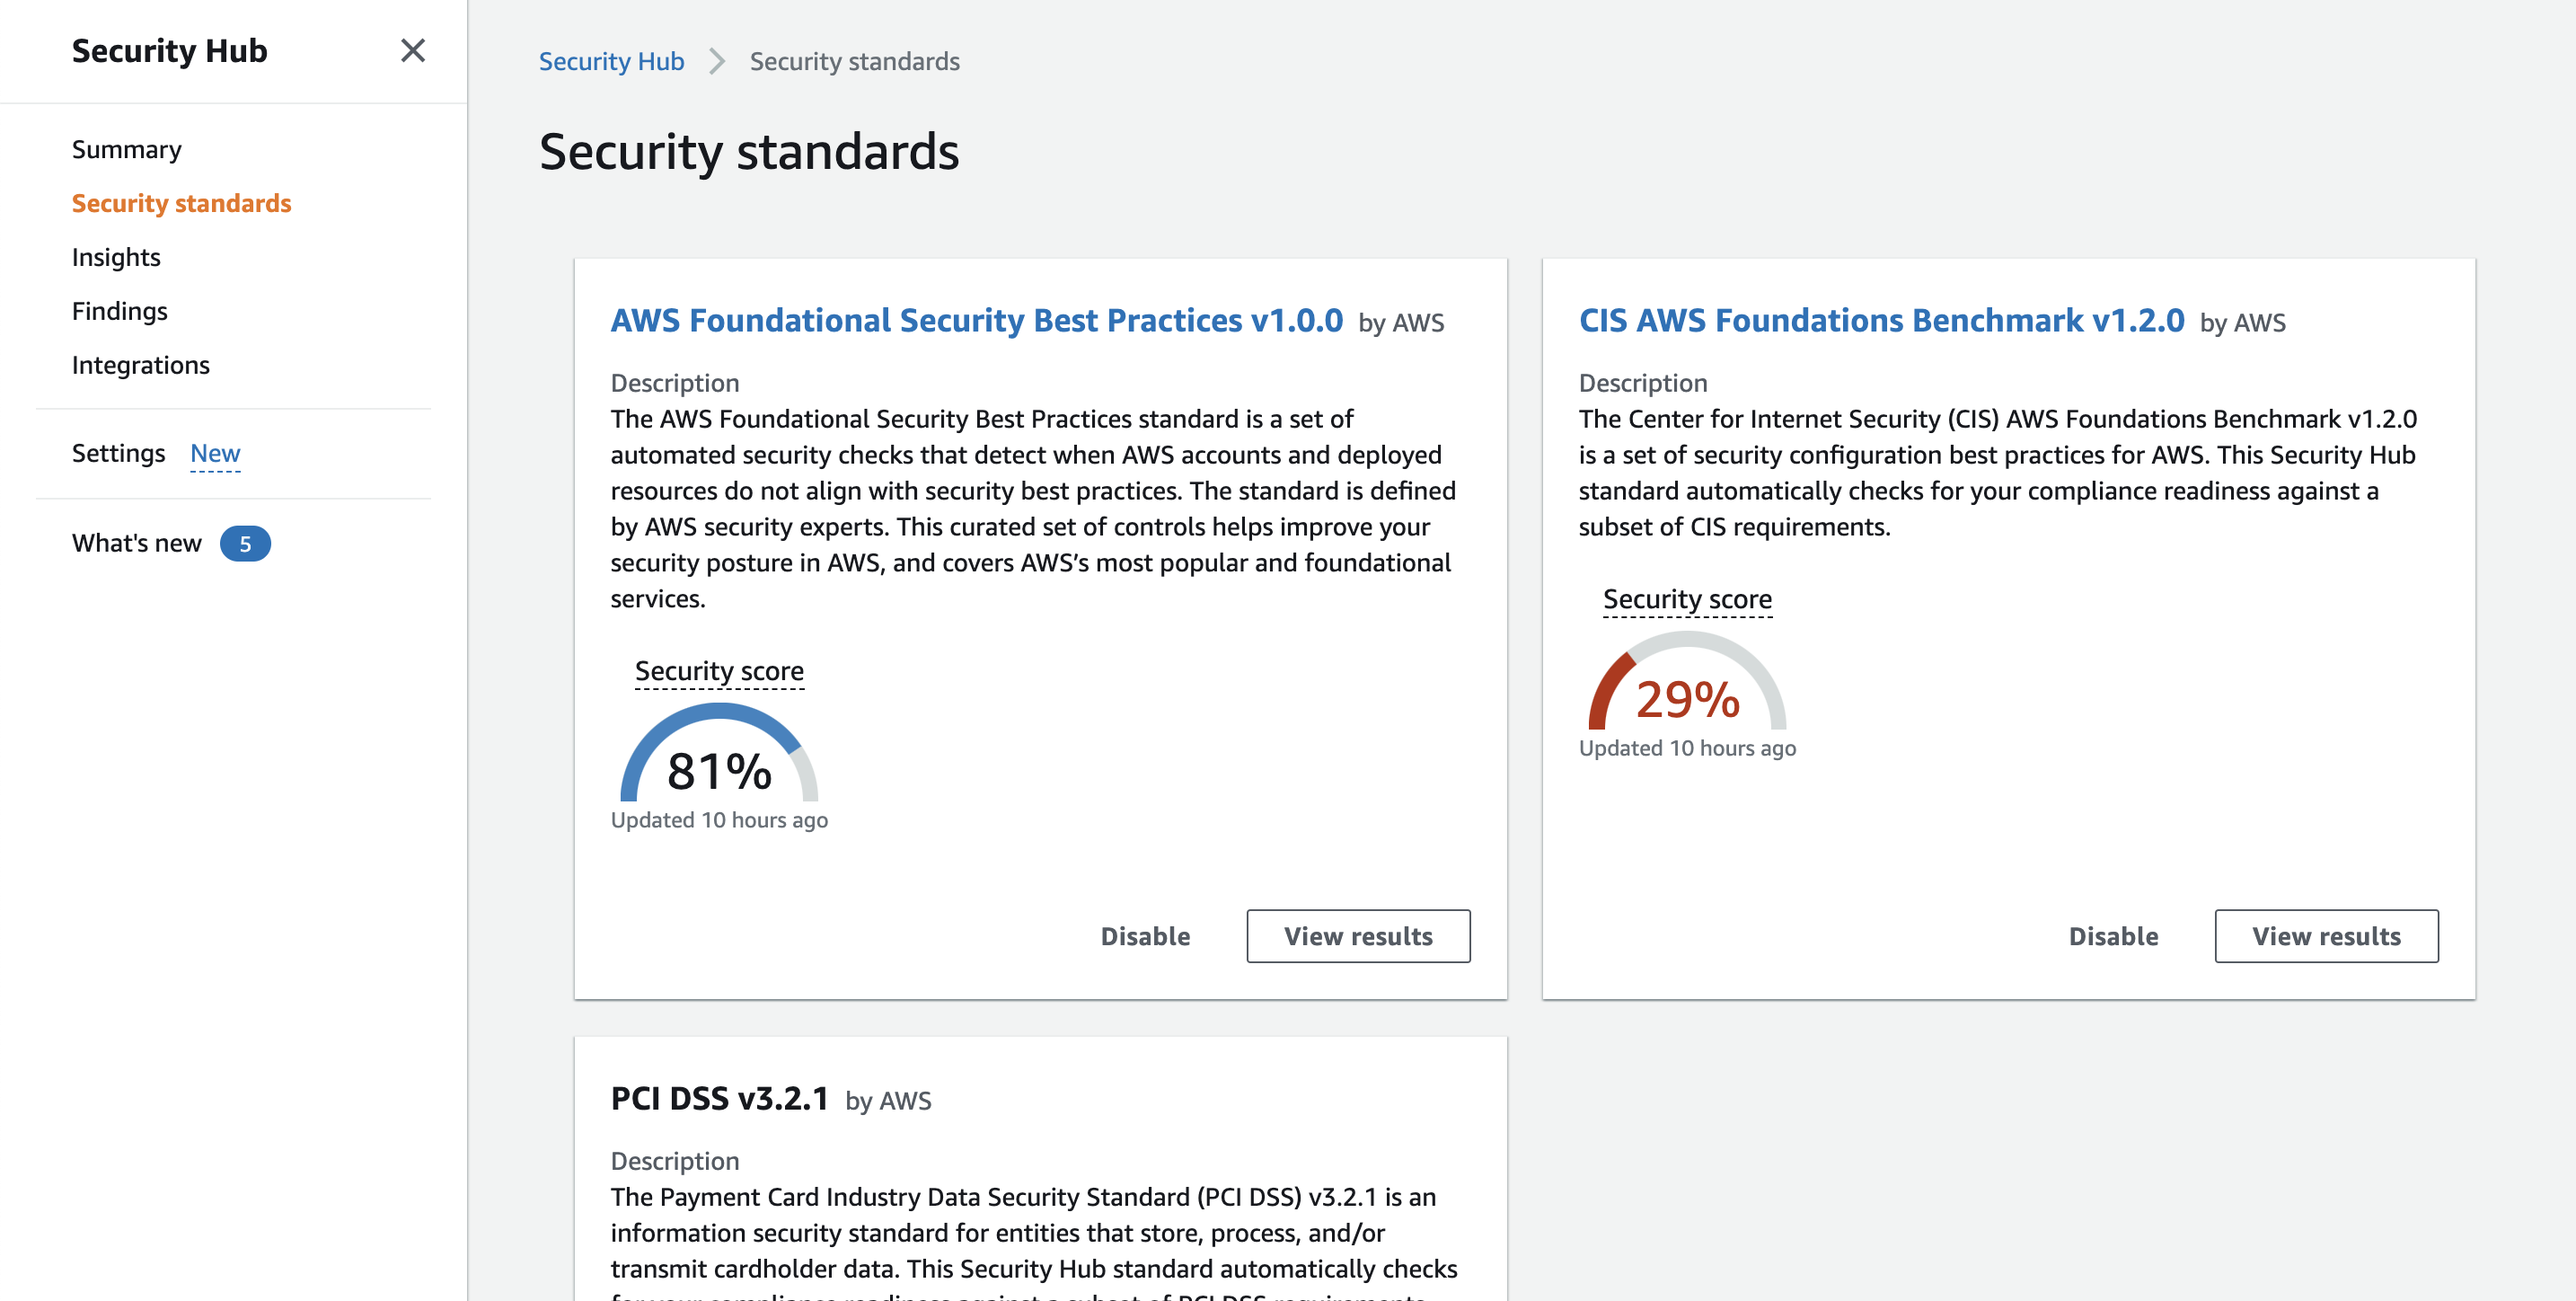 Security Hub
Summary
Security standards
Insights
Findings
Integrations
Settings New
What's new 5
Security Hub > Security standards
Security standards
AWS Foundational Security Best Practices v1.0.0 by AWS
Description
The AWS Foundational Security Best Practices standard is a set of
automated security checks that detect when AWS accounts and deployed
resources do not align with security best practices. The standard is defined
by AWS security experts. This curated set of controls helps improve your
security posture in AWS, and covers AWS’s most popular and foundational
services.
Security score
81%
Updated 10 hours ago
Disable
View results
CIS AWS Foundations Benchmark v1.2.0 by AWS
Description
The Center for Internet Security (CIS) AWS Foundations Benchmark v1.2.0
is a set of security configuration best practices for AWS. This Security Hub
standard automatically checks for your compliance readiness against a
subset of CIS requirements.
Security score
29%
Updated 10 hours ago
Disable
View results
PCI DSS v3.2.1 by AWS
Description
The Payment Card Industry Data Security Standard (PCI DSS) v3.2.1 is an
information security standard for entities that store, process, and/or
transmit cardholder data. This Security Hub standard automatically checks
for your compliance readiness against a subset of PCI DSS requirements.